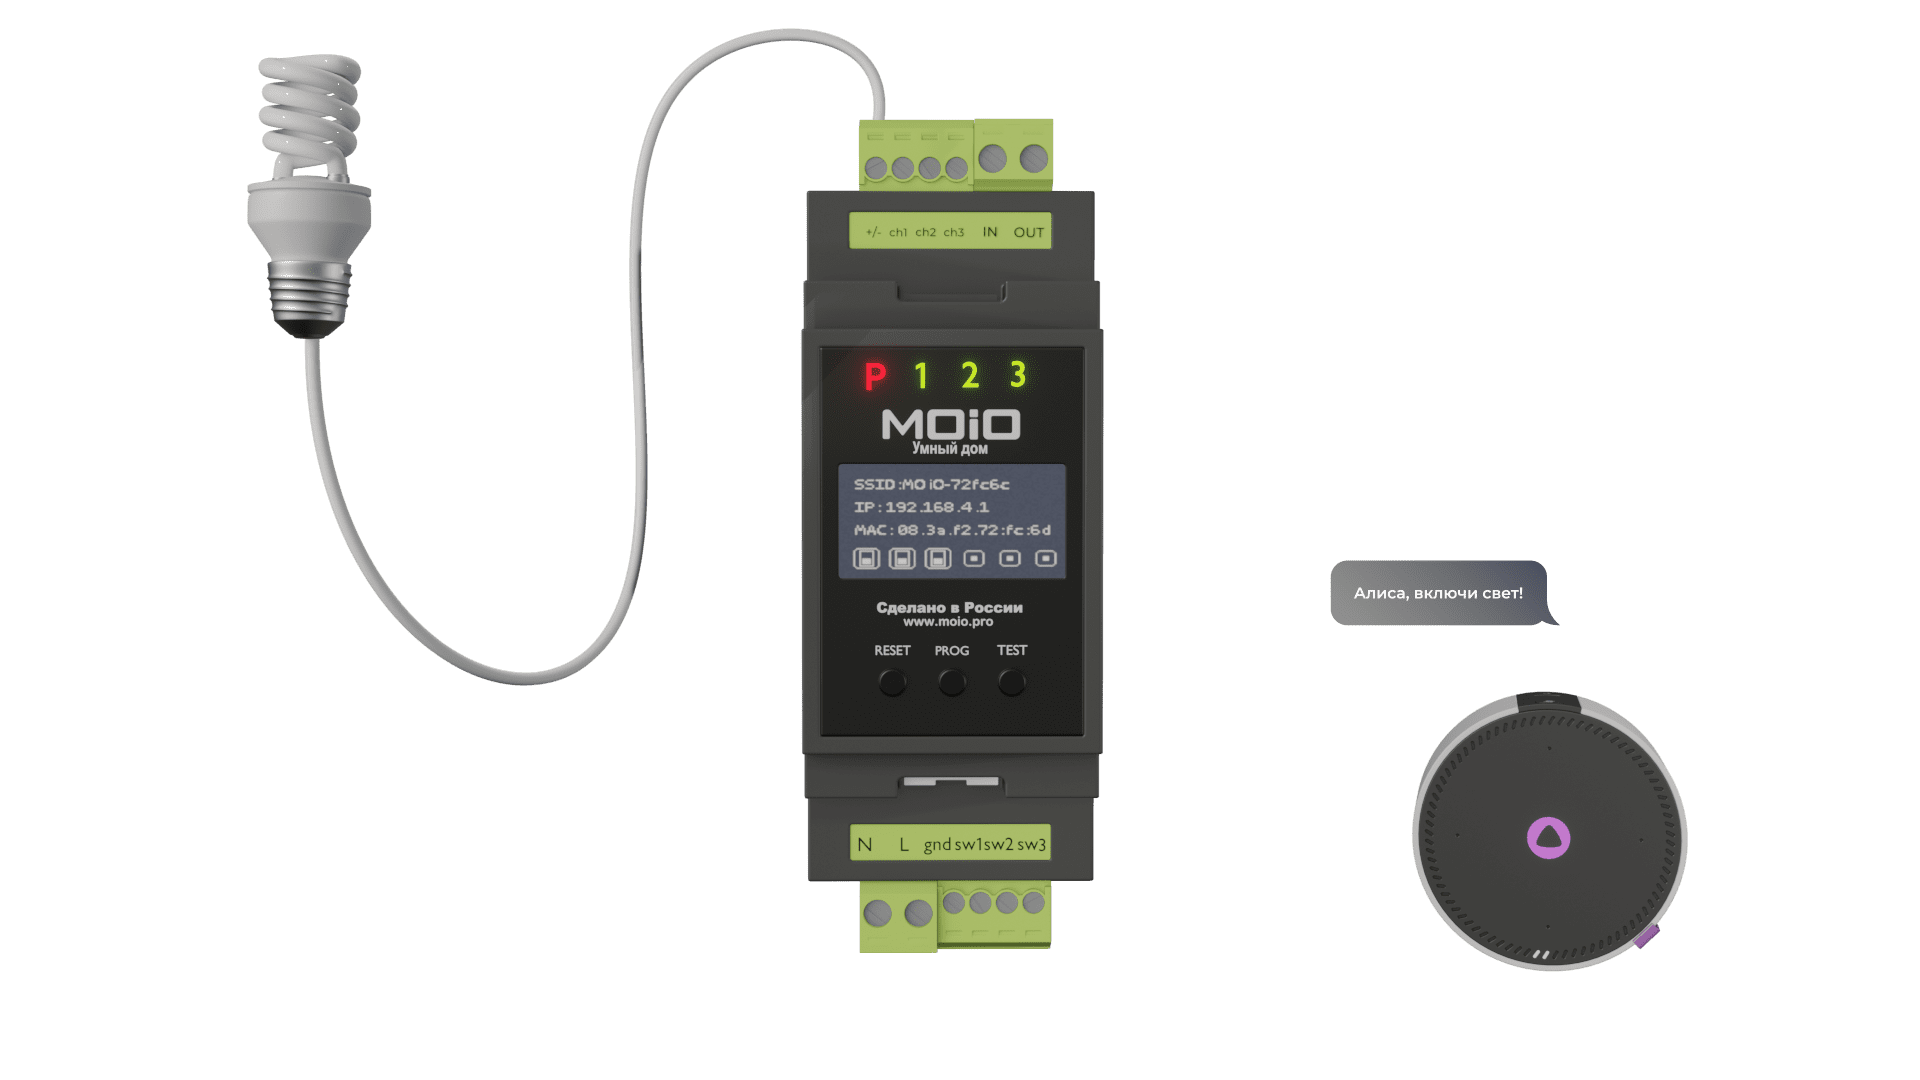 +/- ch1 ch2 ch3 IN OUT
P 1 2 3
MOiO
Умный дом
SSID:MOiO-72fc6c
IP:192.168.4.1
MAC:08.3a.f2.72:fc:6d
Сделано в России
www.moio.pro
RESET PROG TEST
N L gnd sw1 sw2 sw3
Алиса, включи свет!